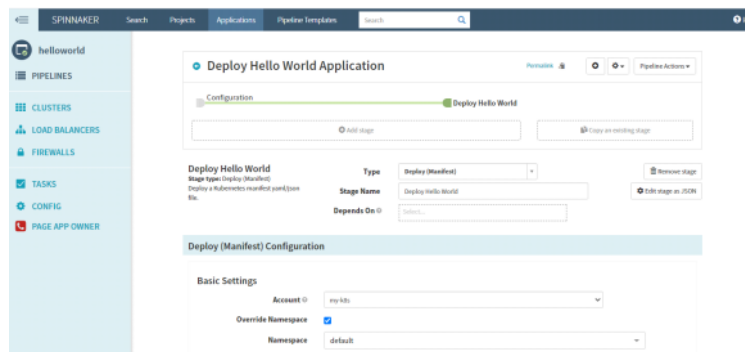 SPINNAKER Search Projects Applications Pipeline Templates Search
helloworld
PIPELINES
CLUSTERS
LOAD BALANCERS
FIREWALLS
TASKS
CONFIG
PAGE APP OWNER
Deploy Hello World Application
Permalink
Pipeline Actions
Configuration
Deploy Hello World
Add stage
Copy an existing stage
Deploy Hello World
Stage type: Deploy (Manifest)
Deploy a Kubernetes manifest yaml/json
file.
Type Deploy (Manifest)
Stage Name Deploy Hello World
Depends On Select...
Remove stage
Edit stage as JSON
Deploy (Manifest) Configuration
Basic Settings
Account my-k8s
Override Namespace
Namespace default